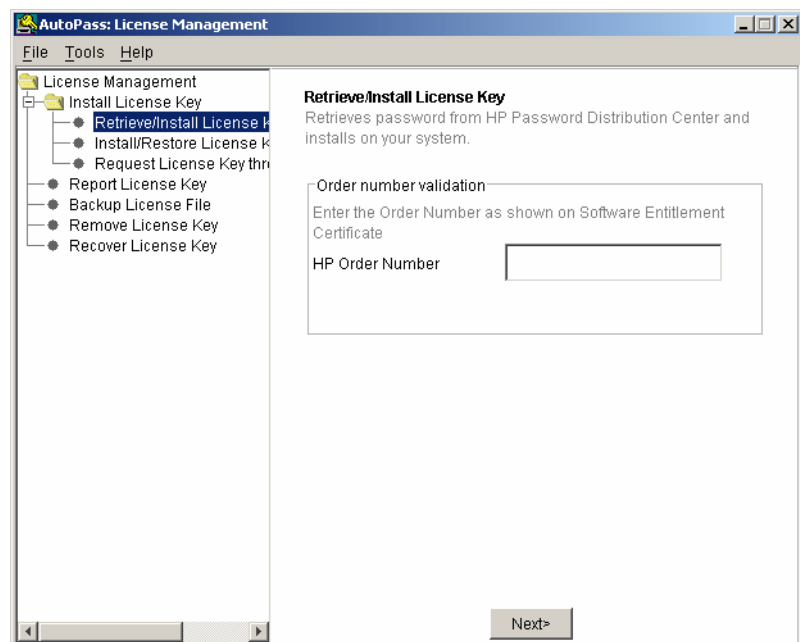 AutoPass: License Management
File Tools Help
License Management
Install License Key
Retrieve/Install License K
Install/Restore License K
Request License Key thr
Report License Key
Backup License File
Remove License Key
Recover License Key
Retrieve/Install License Key
Retrieves password from HP Password Distribution Center and
installs on your system.
Order number validation
Enter the Order Number as shown on Software Entitlement
Certificate
HP Order Number
Next>